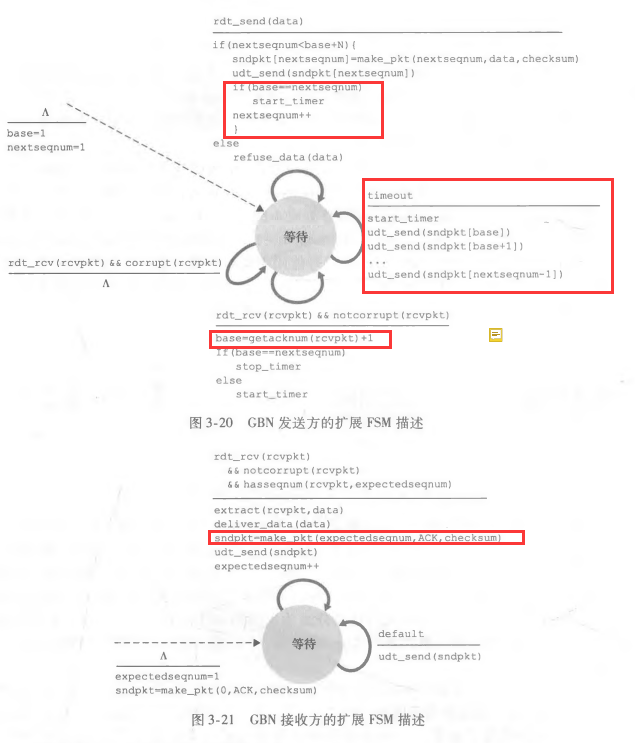 rdt_send(data)
if(nextseqnum<base+N){
sndpkt[nextseqnum]=make_pkt(nextseqnum,data,checksum)
udt_send(sndpkt[nextseqnum])
if(base==nextseqnum)
start_timer
nextseqnum++
}
else
refuse_data(data)
Λ
base=1
nextseqnum=1
等待
timeout
start_timer
udt_send(sndpkt[base])
udt_send(sndpkt[base+1])
...
udt_send(sndpkt[nextseqnum-1])
rdt_rcv(rcvpkt) && corrupt(rcvpkt)
Λ
rdt_rcv(rcvpkt) && notcorrupt(rcvpkt)
base=getacknum(rcvpkt)+1
If(base==nextseqnum)
stop_timer
else
start_timer
图 3-20 GBN 发送方的扩展 FSM 描述
rdt_rcv(rcvpkt)
&& notcorrupt(rcvpkt)
&& hasseqnum(rcvpkt,expectedseqnum)
extract(rcvpkt,data)
deliver_data(data)
sndpkt=make_pkt(expectedseqnum,ACK,checksum)
udt_send(sndpkt)
expectedseqnum++
等待
default
udt_send(sndpkt)
Λ
expectedseqnum=1
sndpkt=make_pkt(0,ACK,checksum)
图 3-21 GBN 接收方的扩展 FSM 描述